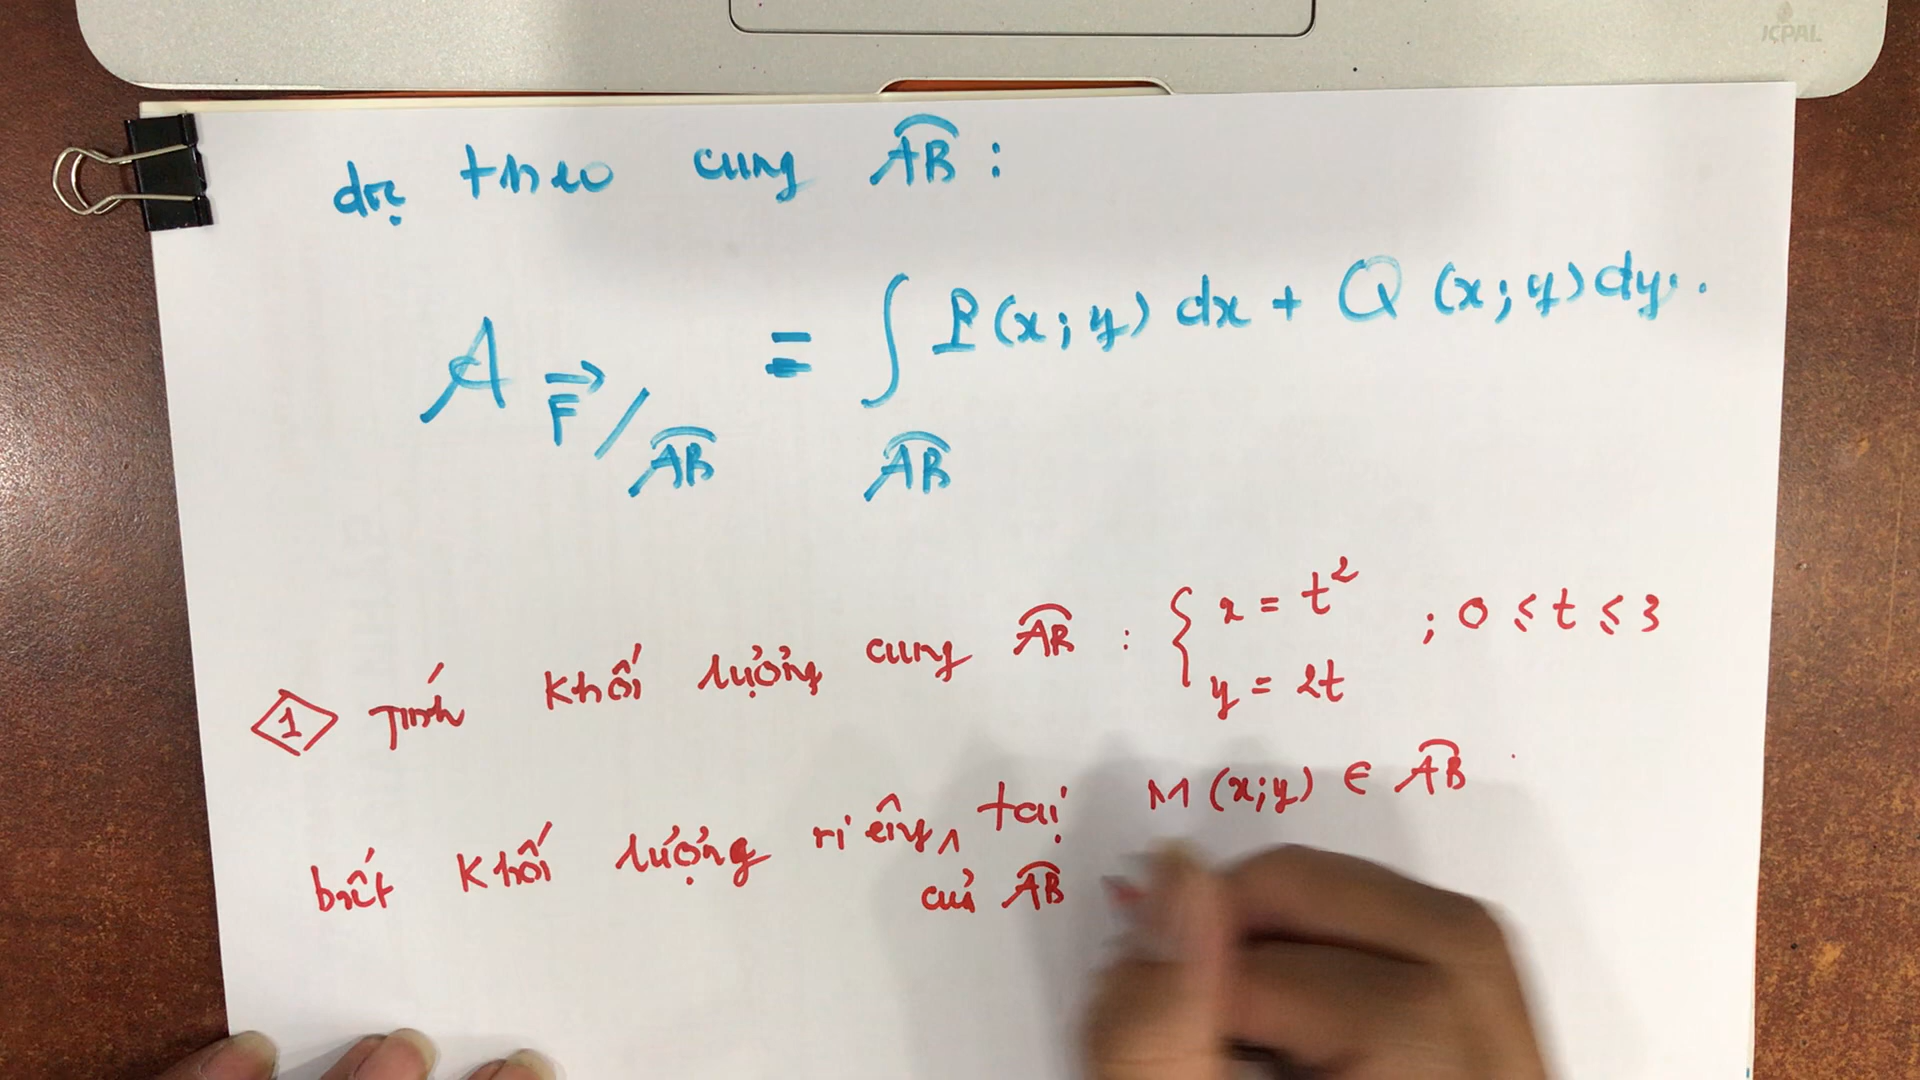 JCPAL
dic theo cung AB:
A F/AB = ∫AB P(x;y) dx + Q(x;y) dy.
1 Tính khối lượng cung AB : { x = t² ; 0 ≤ t ≤ 3
y = 2t
biết khối lượng riêng tại M(x;y) ∈ AB
của AB